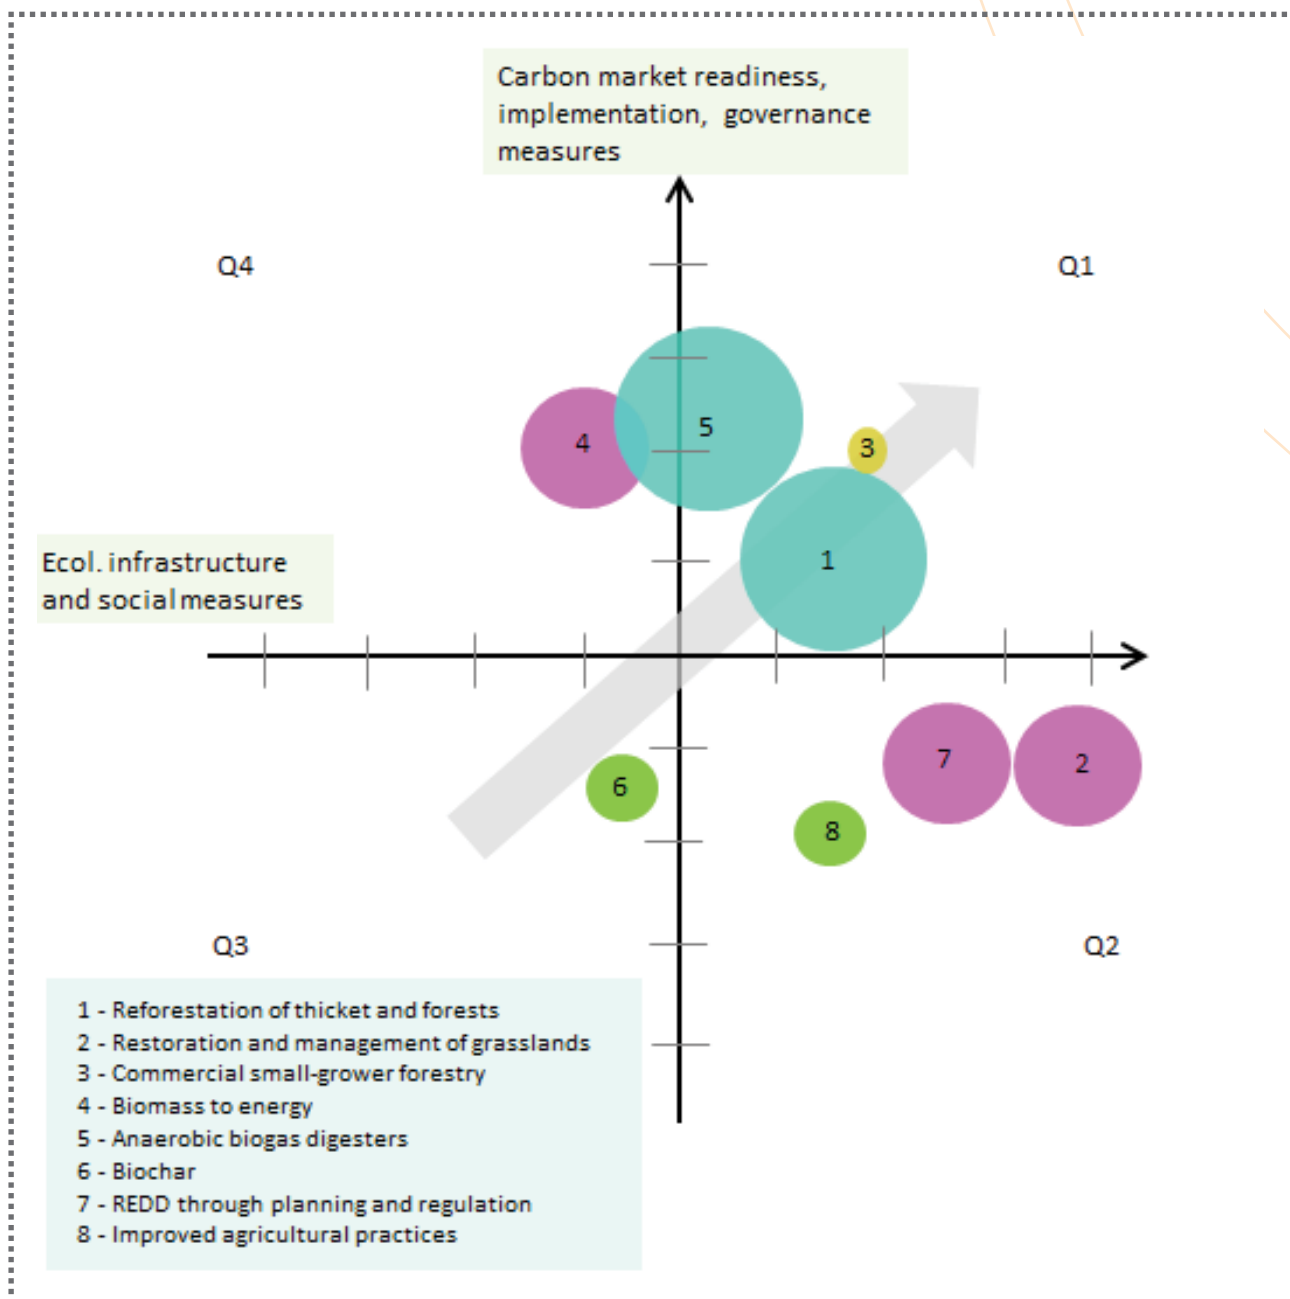 Carbon market readiness,
implementation, governance
measures
Q4
Q1
5
4
3
Ecol. infrastructure
and social measures
1
7
2
6
8
Q3
Q2
1 - Reforestation of thicket and forests
2 - Restoration and management of grasslands
3 - Commercial small-grower forestry
4 - Biomass to energy
5 - Anaerobic biogas digesters
6 - Biochar
7 - REDD through planning and regulation
8 - Improved agricultural practices